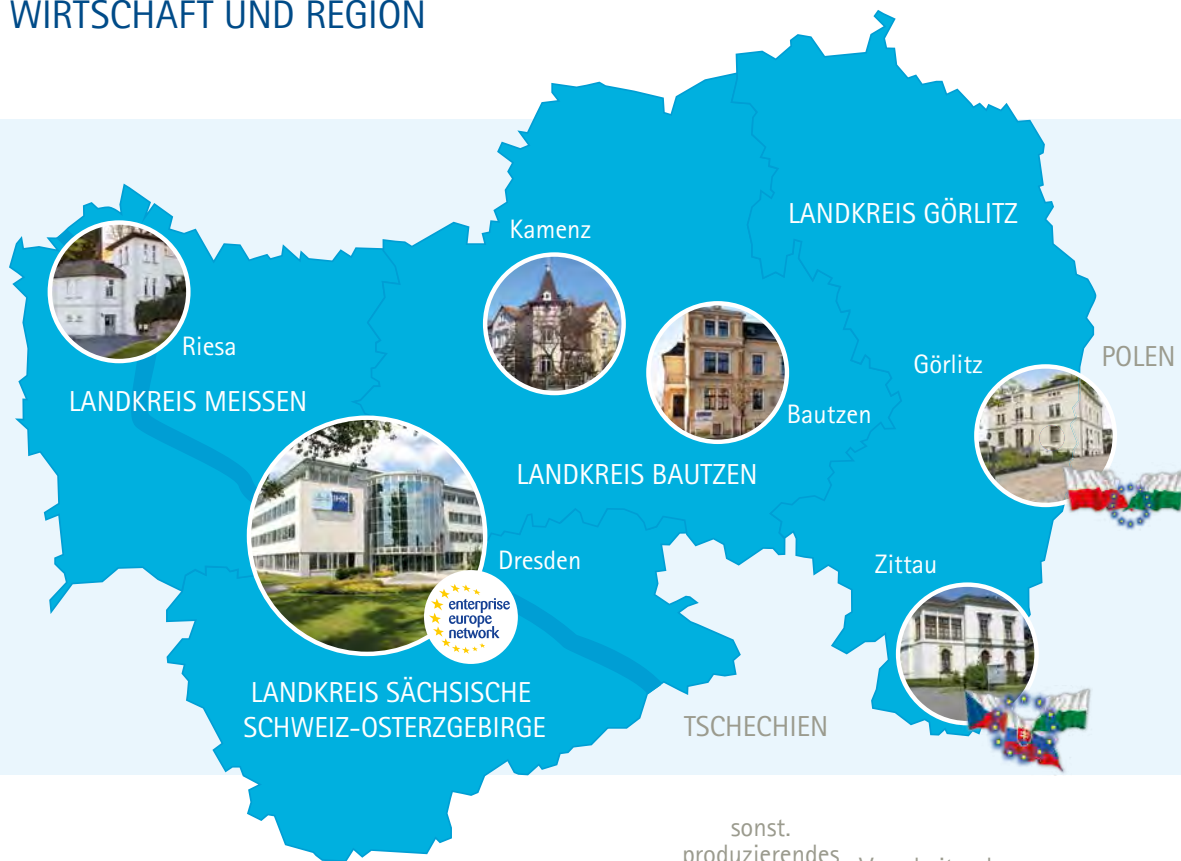 WIRTSCHAFT UND REGION
LANDKREIS GÖRLITZ
Kamenz
Riesa
Görlitz
POLEN
LANDKREIS MEISSEN
Bautzen
LANDKREIS BAUTZEN
IHK
Dresden
Zittau
enterprise
europe
network
LANDKREIS SÄCHSISCHE
SCHWEIZ-OSTERZGEBIRGE
TSCHECHIEN
sonst.
produzierendes